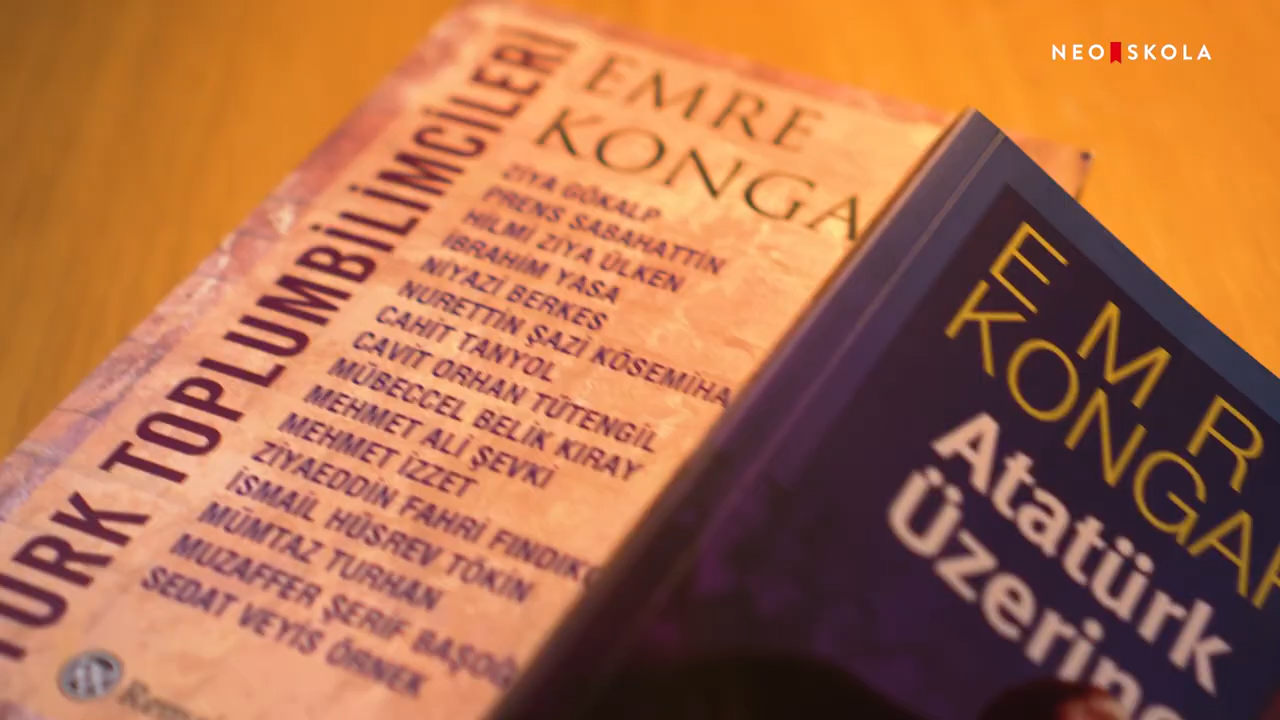 NEO SKOLA
TÜRK TOPLUMBİLİMCİLERİ
EMRE
KONGA
ZİYA GÖKALP
PRENS SABAHATTİN
HİLMİ ZİYA ÜLKEN
İBRAHİM YASA
NİYAZİ BERKES
NURETTİN ŞAZİ KÖSEMİHA
CAHİT TANYOL
CAVİT ORHAN TÜTENGİL
MÜBECCEL BELİK KIRAY
MEHMET ALİ ŞEVKİ
MEHMET İZZET
ZİYAEDDİN FAHRİ FINDIKO
İSMAİL HÜSREV TÖKİN
MÜMTAZ TURHAN
MUZAFFER ŞERİF BAŞOĞ
SEDAT VEYİS ÖRNEK
EMR
KONGAR
Atatürk
Üzerine